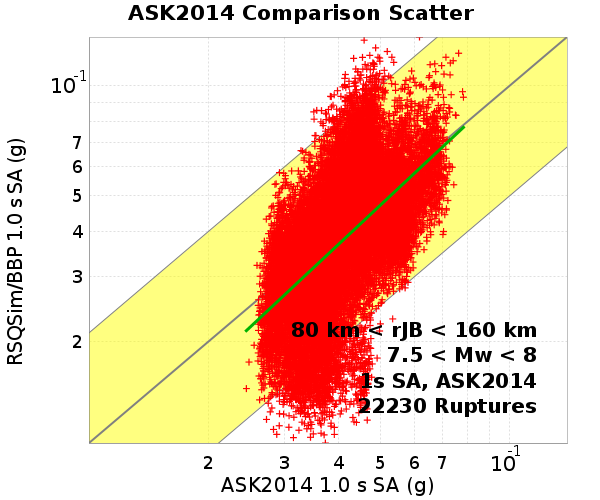 ASK2014 Comparison Scatter
RSQSim/BBP 1.0 s SA (g)
10-1
7
6
5
4
3
2
80 km < rJB < 160 km
7.5 < Mw < 8
1s SA, ASK2014
22230 Ruptures
2 3 4 5 6 7 10-1
ASK2014 1.0 s SA (g)